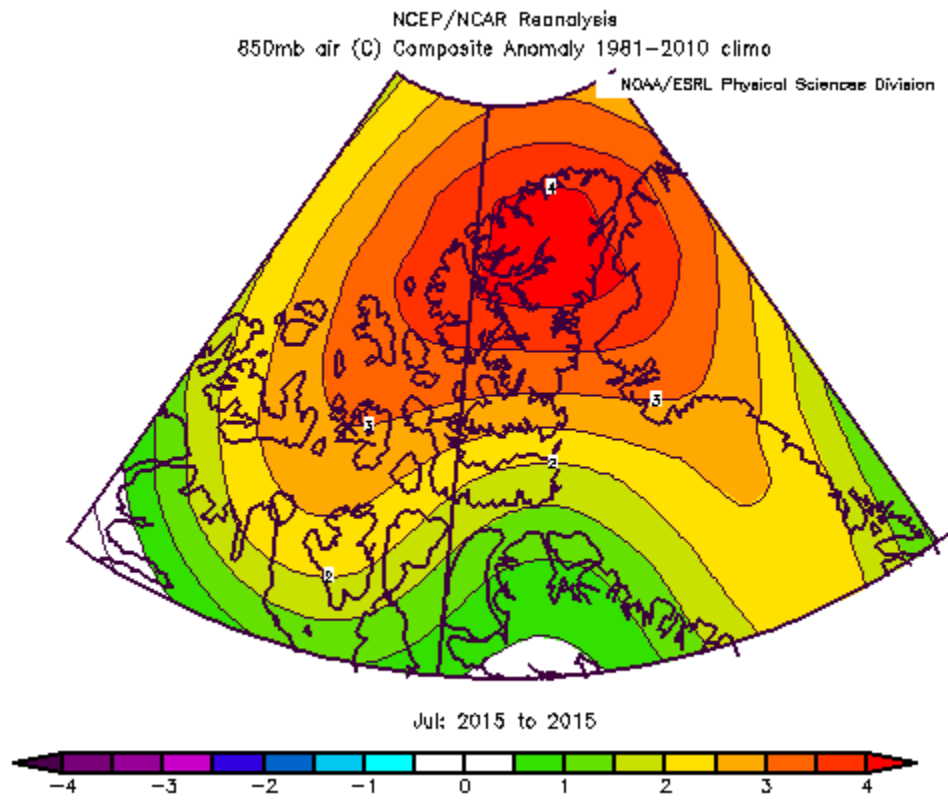 NCEP/NCAR Reanalysis
850mb air (C) Composite Anomaly 1981-2010 climo
NOAA/ESRL Physical Sciences Division
4
3
3
2
2
Jul: 2015 to 2015
-4 -3 -2 -1 0 1 2 3 4